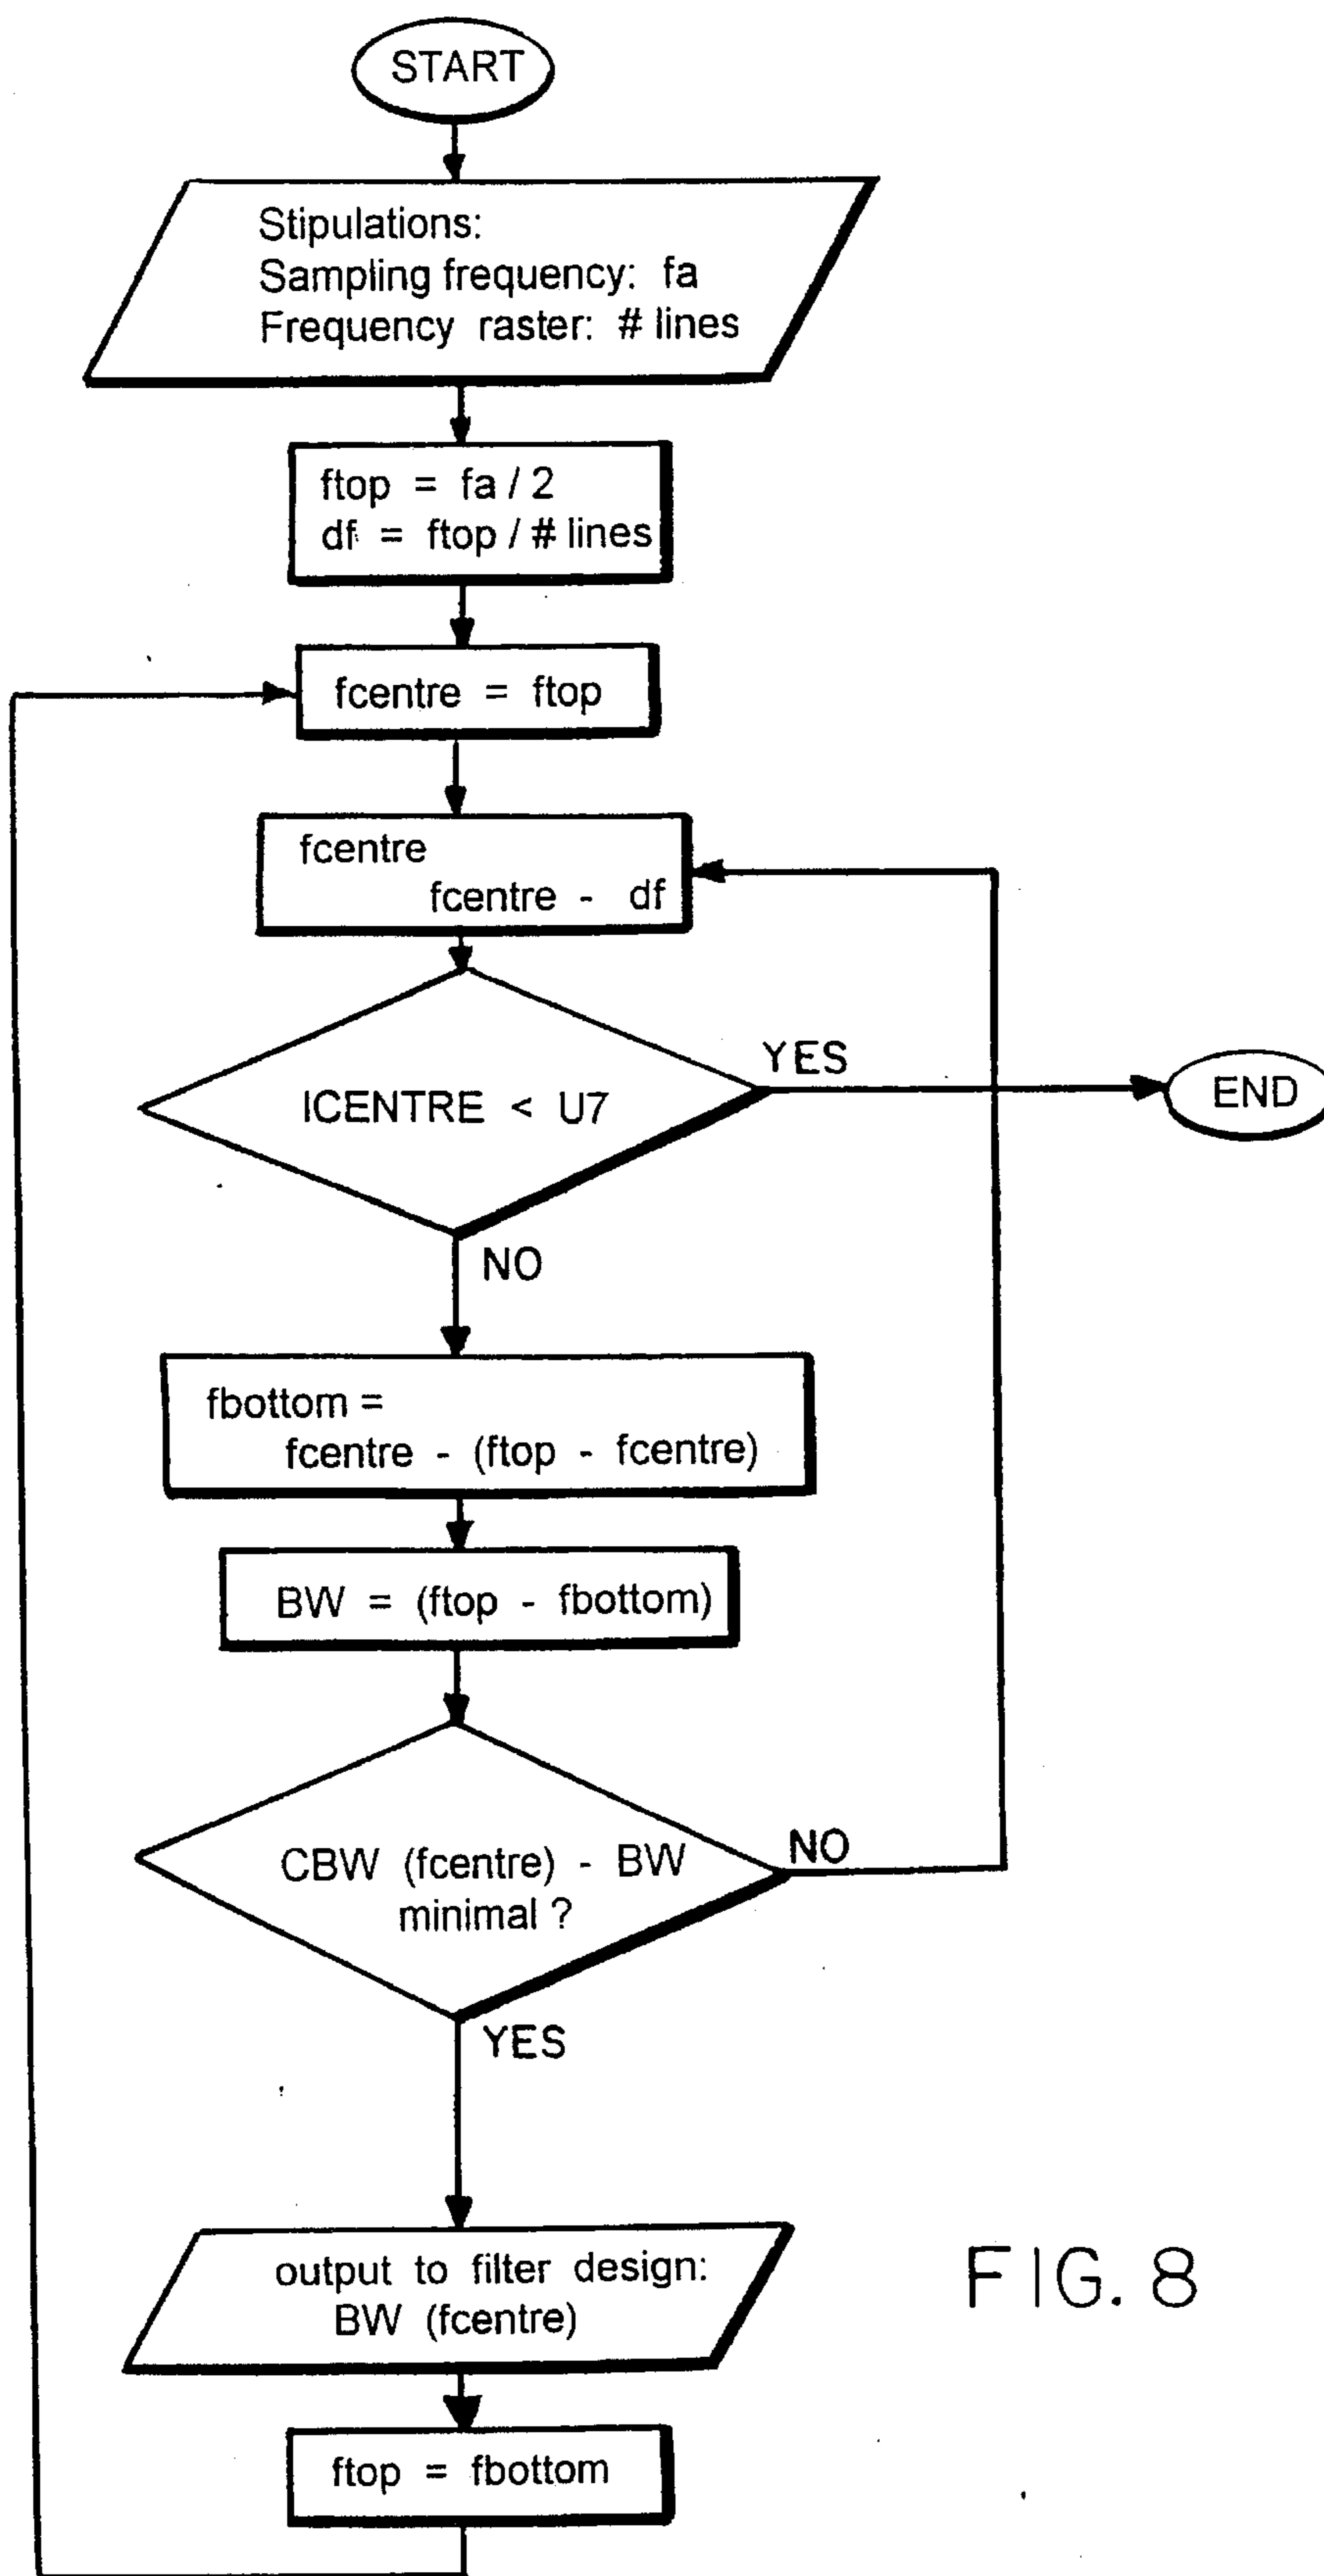 START
Stipulations:
Sampling frequency: fa
Frequency raster: # lines
ftop = fa / 2
df = ftop / # lines
fcentre = ftop
fcentre
fcentre - df
ICENTRE < U7
YES
END
NO
fbottom =
fcentre - (ftop - fcentre)
BW = (ftop - fbottom)
CBW (fcentre) - BW
minimal ?
NO
YES
output to filter design:
BW (fcentre)
FIG. 8
ftop = fbottom